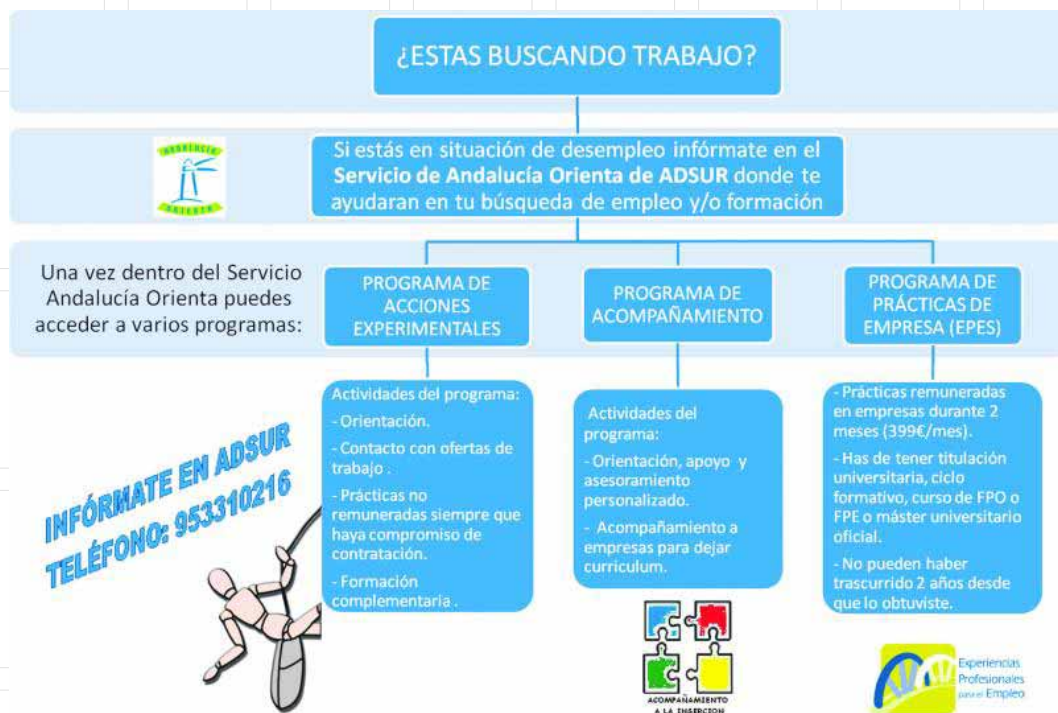 ¿ESTAS BUSCANDO TRABAJO?
ANDALUCIA
ORIENTA
Si estás en situación de desempleo infórmate en el
Servicio de Andalucía Orienta de ADSUR donde te
ayudaran en tu búsqueda de empleo y/o formación
Una vez dentro del Servicio
Andalucía Orienta puedes
acceder a varios programas:
PROGRAMA DE
ACCIONES
EXPERIMENTALES
PROGRAMA DE
ACOMPAÑAMIENTO
PROGRAMA DE
PRÁCTICAS DE
EMPRESA (EPES)
Actividades del programa:
- Orientación.
- Contacto con ofertas de
trabajo .
- Prácticas no
remuneradas siempre que
haya compromiso de
contratación.
- Formación
complementaria .
Actividades del
programa:
- Orientación, apoyo y
asesoramiento
personalizado.
- Acompañamiento a
empresas para dejar
curriculum.
- Prácticas remuneradas
en empresas durante 2
meses (399€/mes).
- Has de tener titulación
universitaria, ciclo
formativo, curso de FPO o
FPE o máster universitario
oficial.
- No pueden haber
trascurrido 2 años desde
que lo obtuviste.
INFÓRMATE EN ADSUR
TELÉFONO: 953310216
ACOMPAÑAMIENTO
A LA INSERCION
Experiencias
Profesionales
para el Empleo